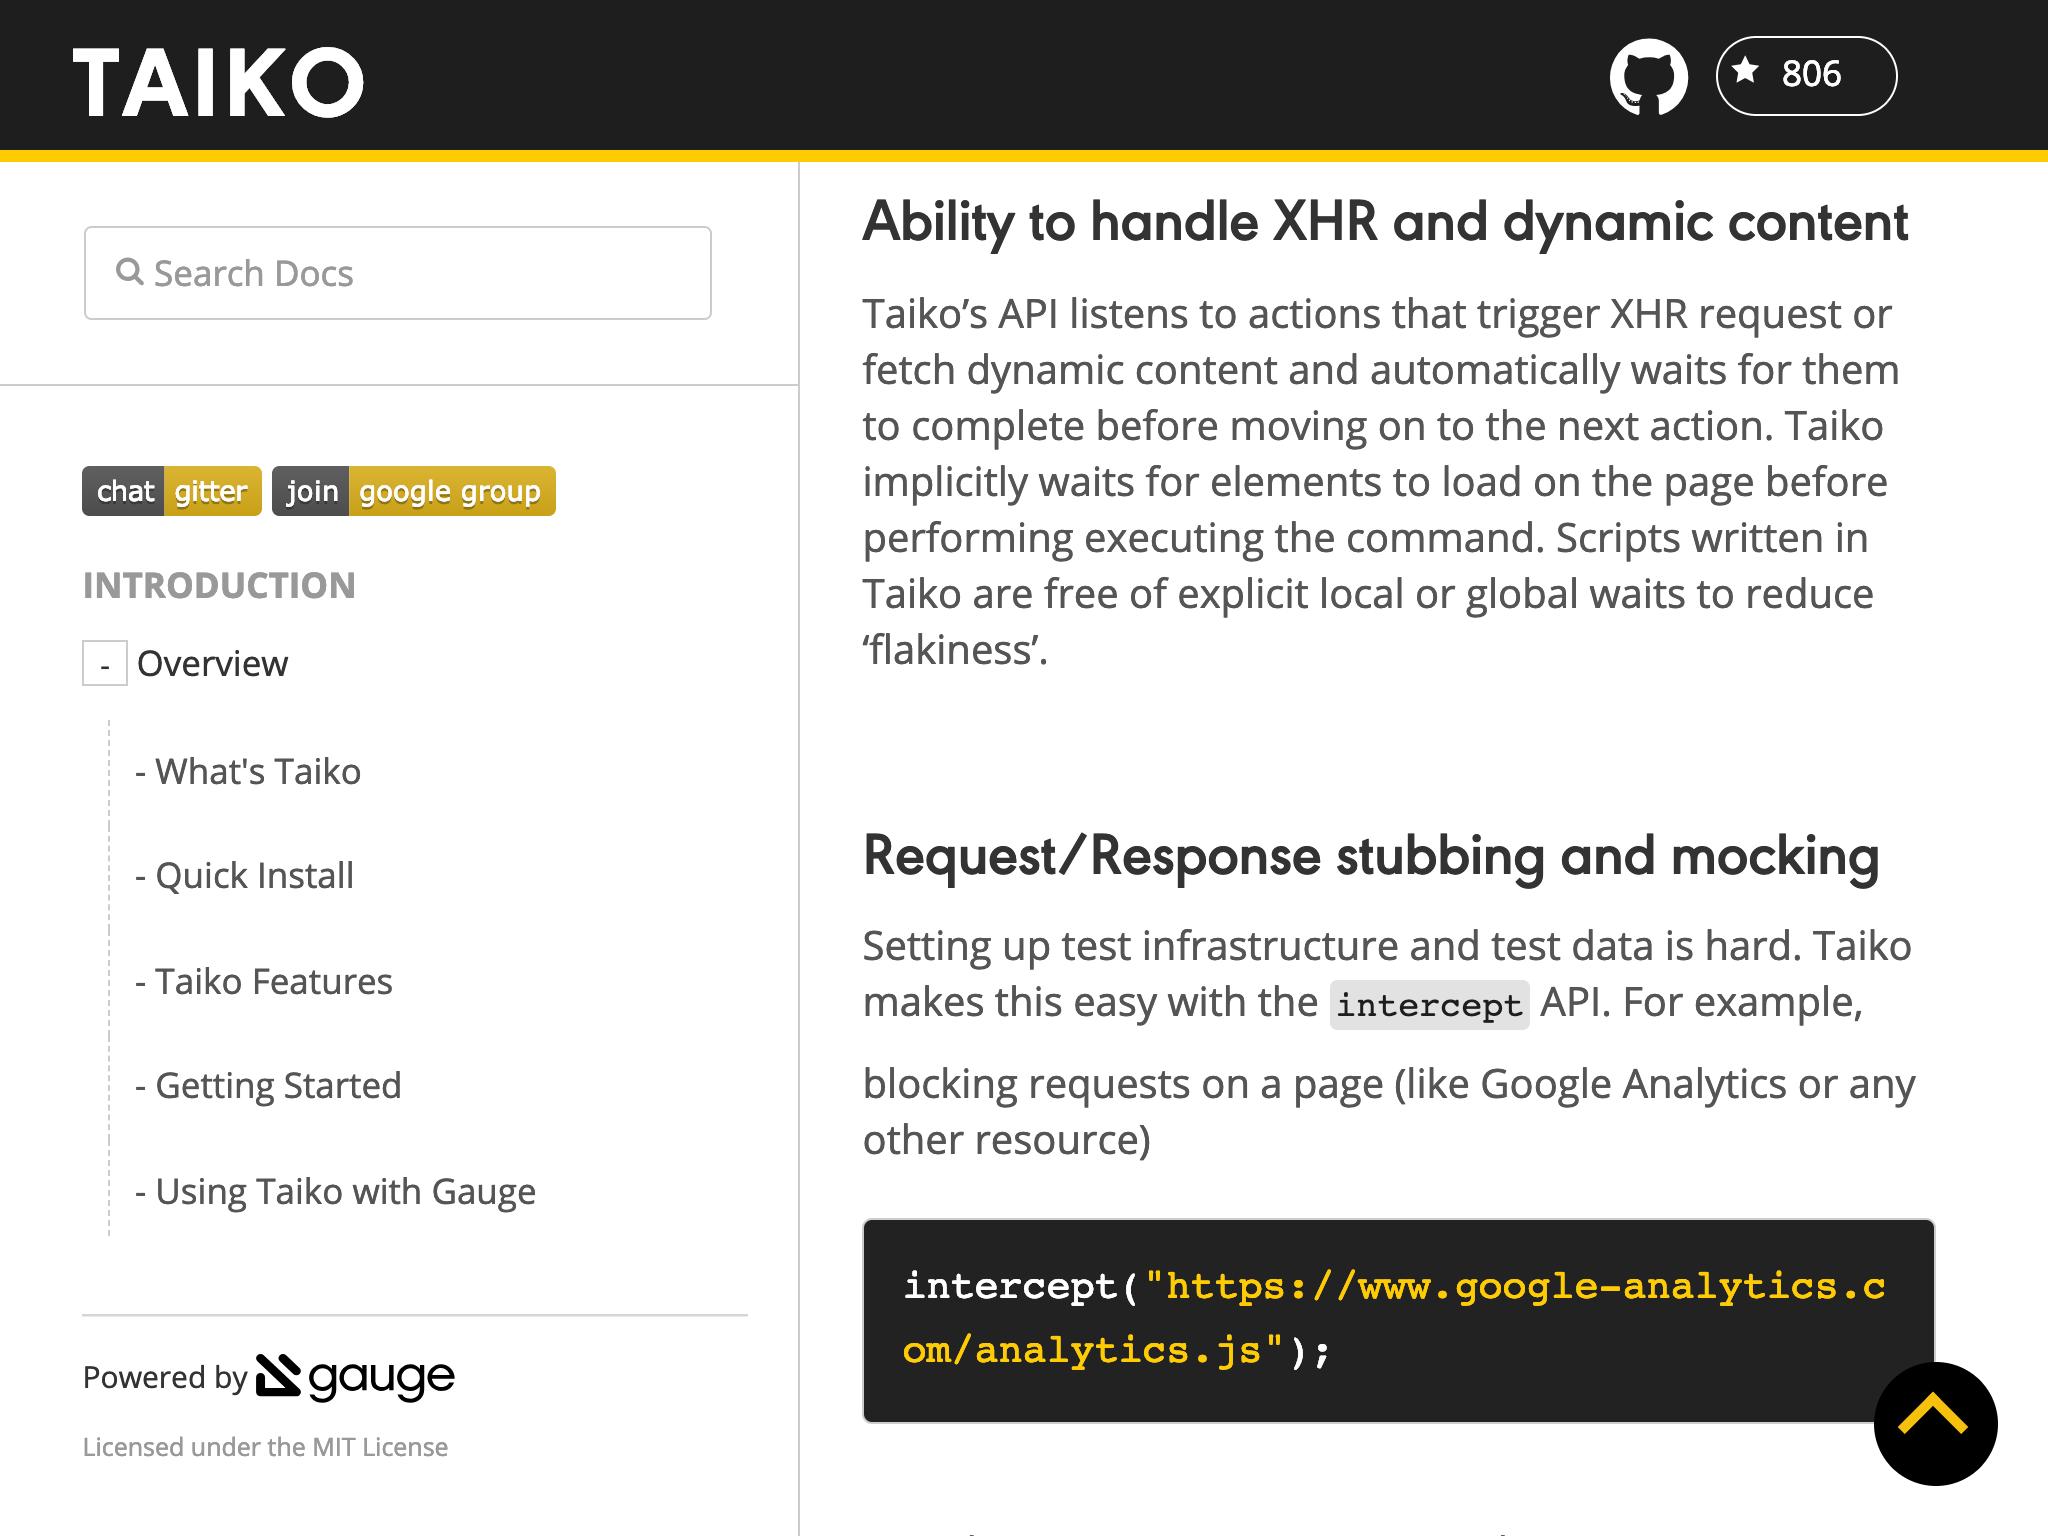 TAIKO
806
Search Docs
chat gitter join google group
INTRODUCTION
- Overview
- What's Taiko
- Quick Install
- Taiko Features
- Getting Started
- Using Taiko with Gauge
Powered by gauge
Licensed under the MIT License
Ability to handle XHR and dynamic content
Taiko’s API listens to actions that trigger XHR request or
fetch dynamic content and automatically waits for them
to complete before moving on to the next action. Taiko
implicitly waits for elements to load on the page before
performing executing the command. Scripts written in
Taiko are free of explicit local or global waits to reduce
‘flakiness’.
Request/Response stubbing and mocking
Setting up test infrastructure and test data is hard. Taiko
makes this easy with the intercept API. For example,
blocking requests on a page (like Google Analytics or any
other resource)
intercept("https://www.google-analytics.c
om/analytics.js");